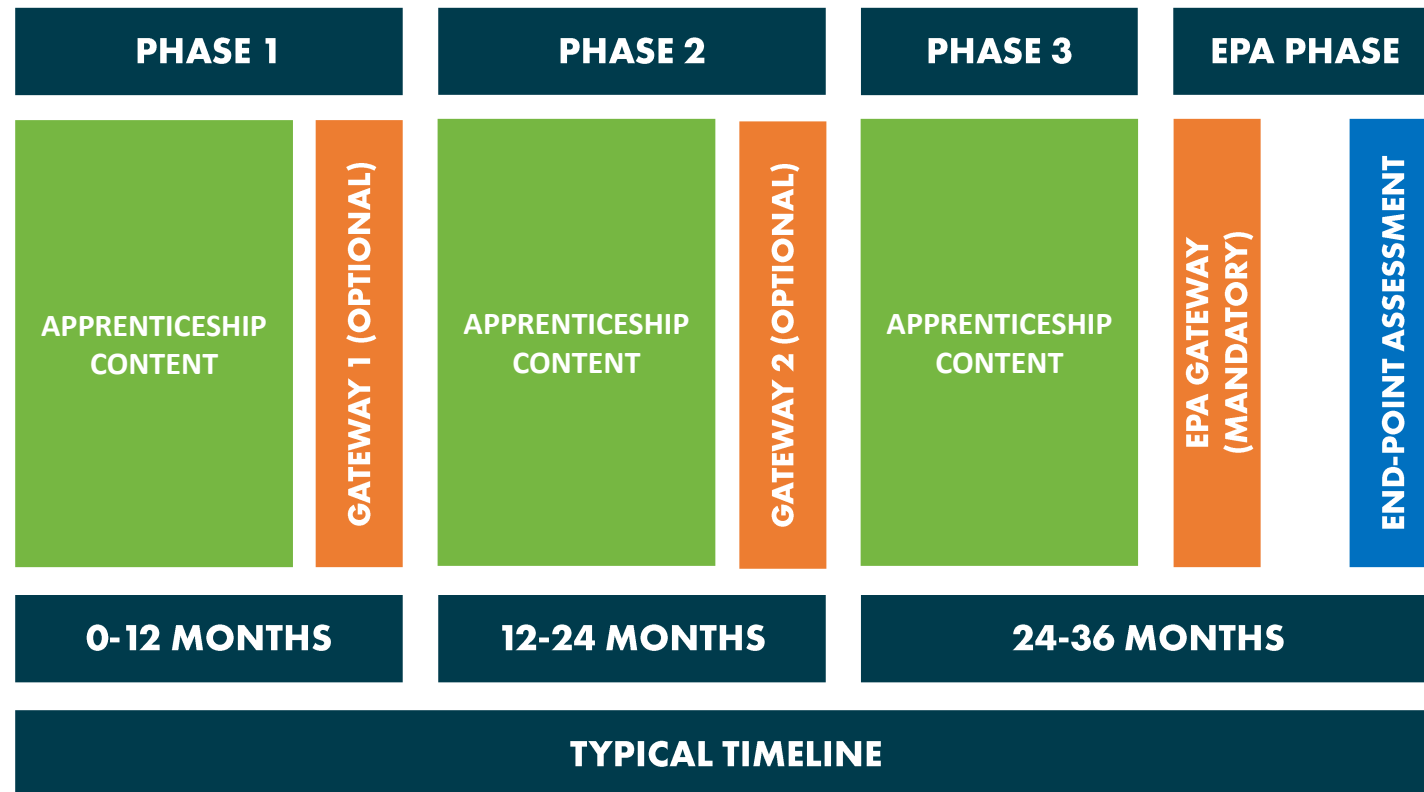 PHASE 1
PHASE 2
PHASE 3
EPA PHASE
APPRENTICESHIP
CONTENT
GATEWAY 1 (OPTIONAL)
APPRENTICESHIP
CONTENT
GATEWAY 2 (OPTIONAL)
APPRENTICESHIP
CONTENT
EPA GATEWAY
(MANDATORY)
END-POINT ASSESSMENT
0-12 MONTHS
12-24 MONTHS
24-36 MONTHS
TYPICAL TIMELINE